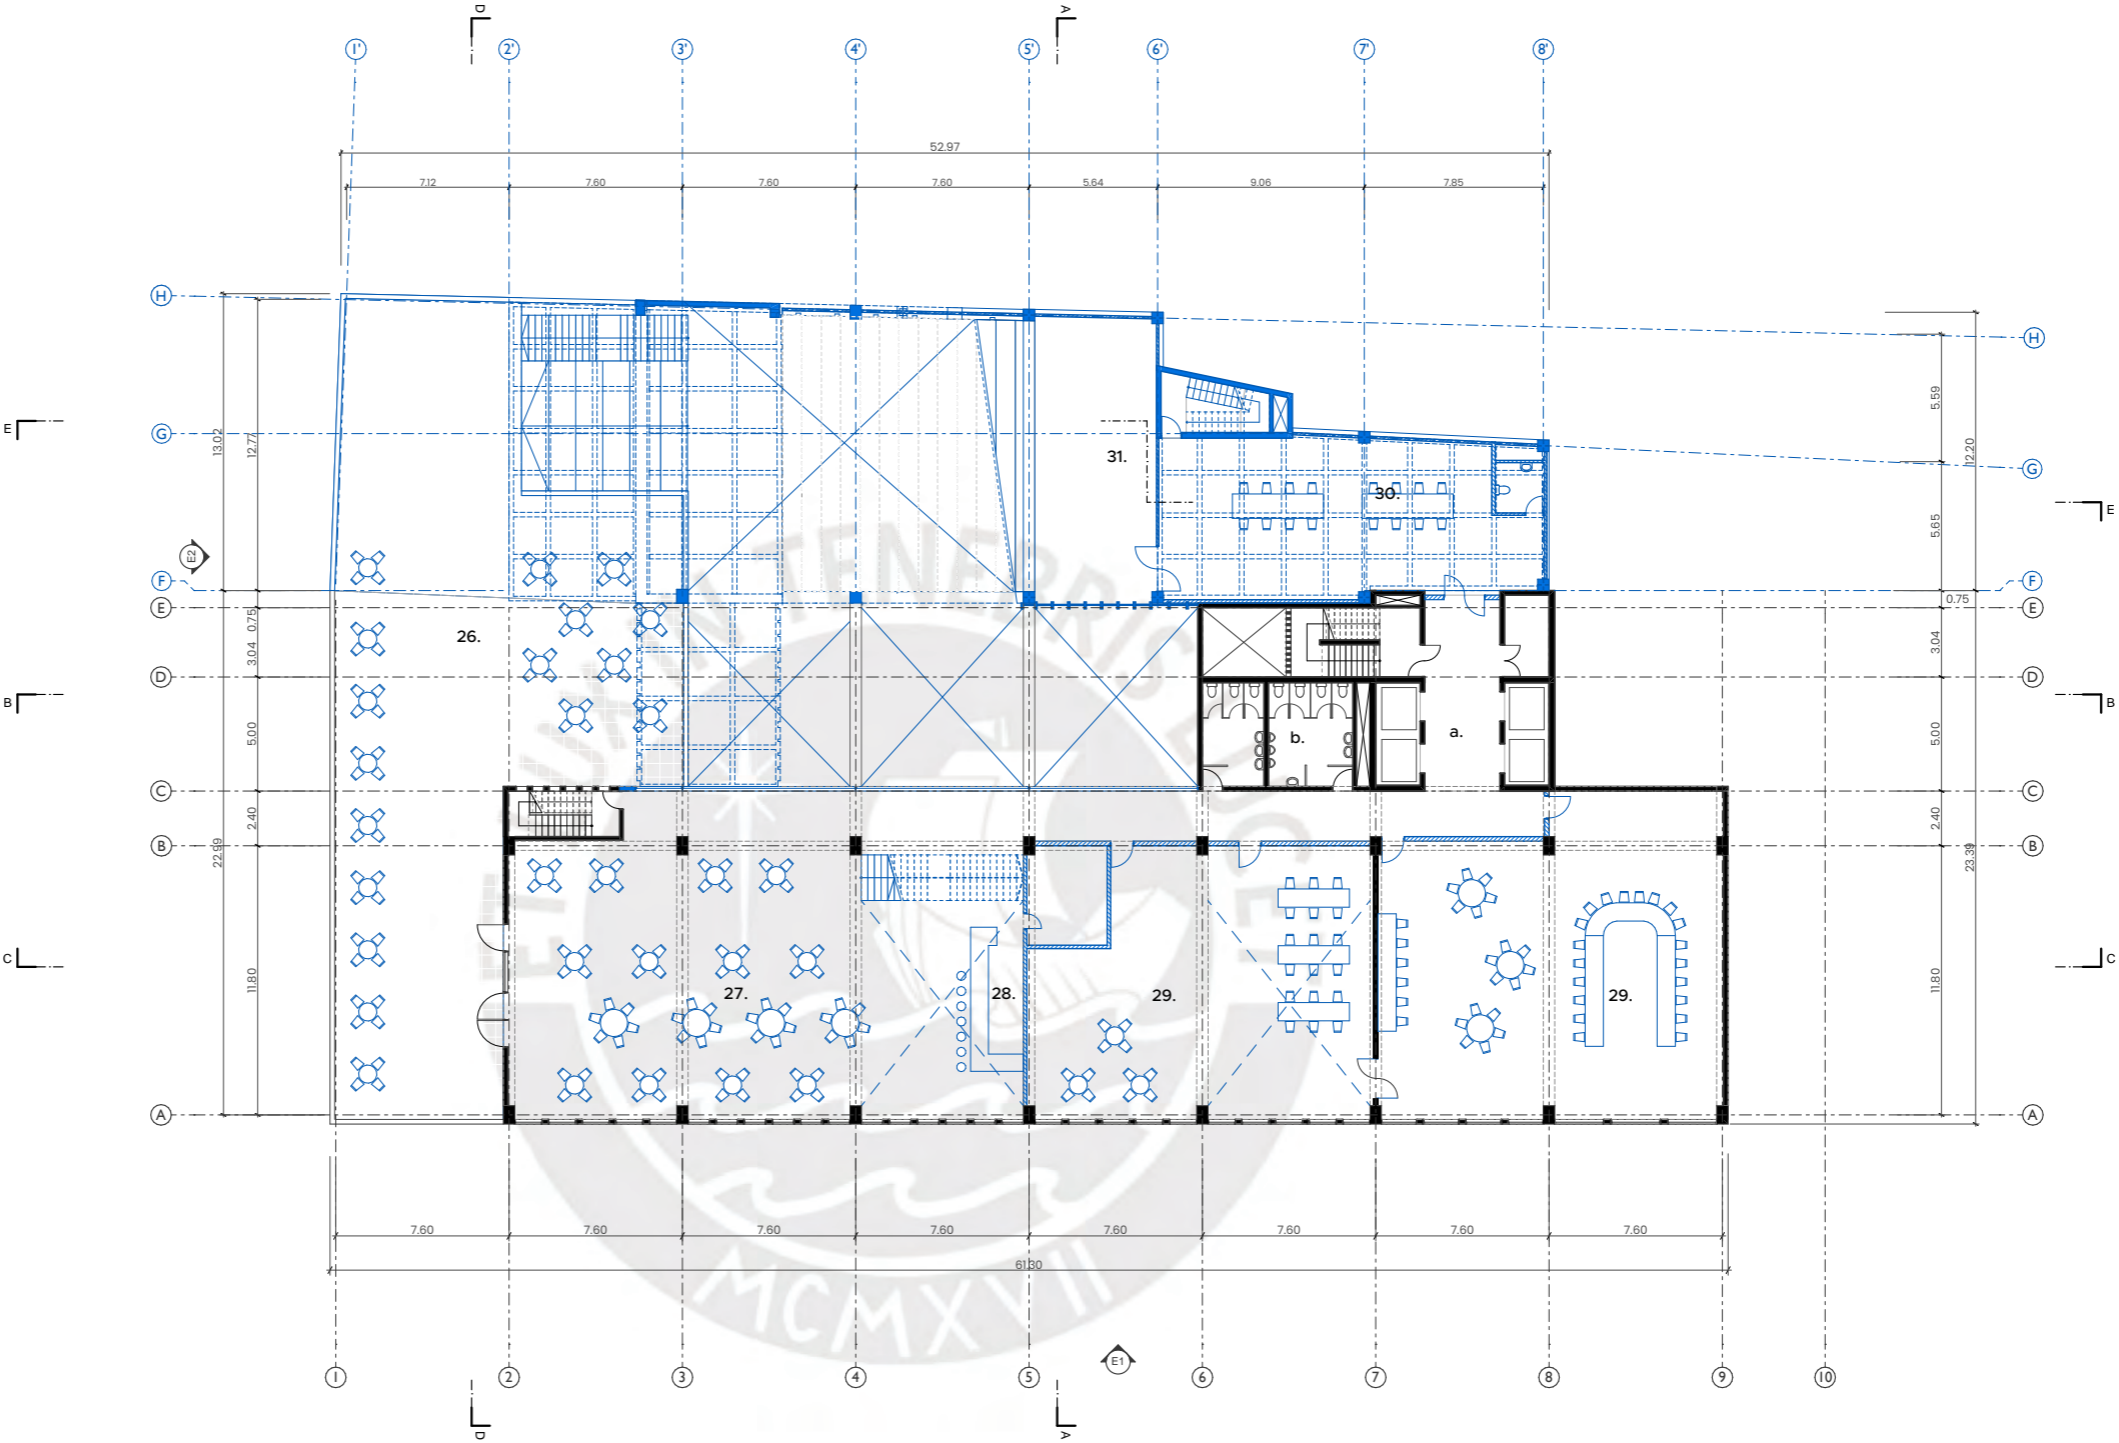 D A
1' 2' 3' 4' 5' 6' 7' 8'
52.97
7.12 7.60 7.60 7.60 5.64 9.06 7.85
H
H
5.59
E
G
13.02
12.77
31.
12.20
G
30.
E
5.65
E2
ET LUX IN TENEBRIS LUCET
F
F
E
0.75
0.75
E
26.
3.04
3.04
D
D
B
B
5.00
b.
a.
5.00
C
C
2.40
2.40
B
B
22.99
23.39
C
C
11.80
27.
28.
29.
29.
11.80
A
A
7.60 7.60 7.60 7.60 7.60 7.60 7.60 7.60
61.30
MCMXVII
E1
1 2 3 4 5 6 7 8 9 10
D A